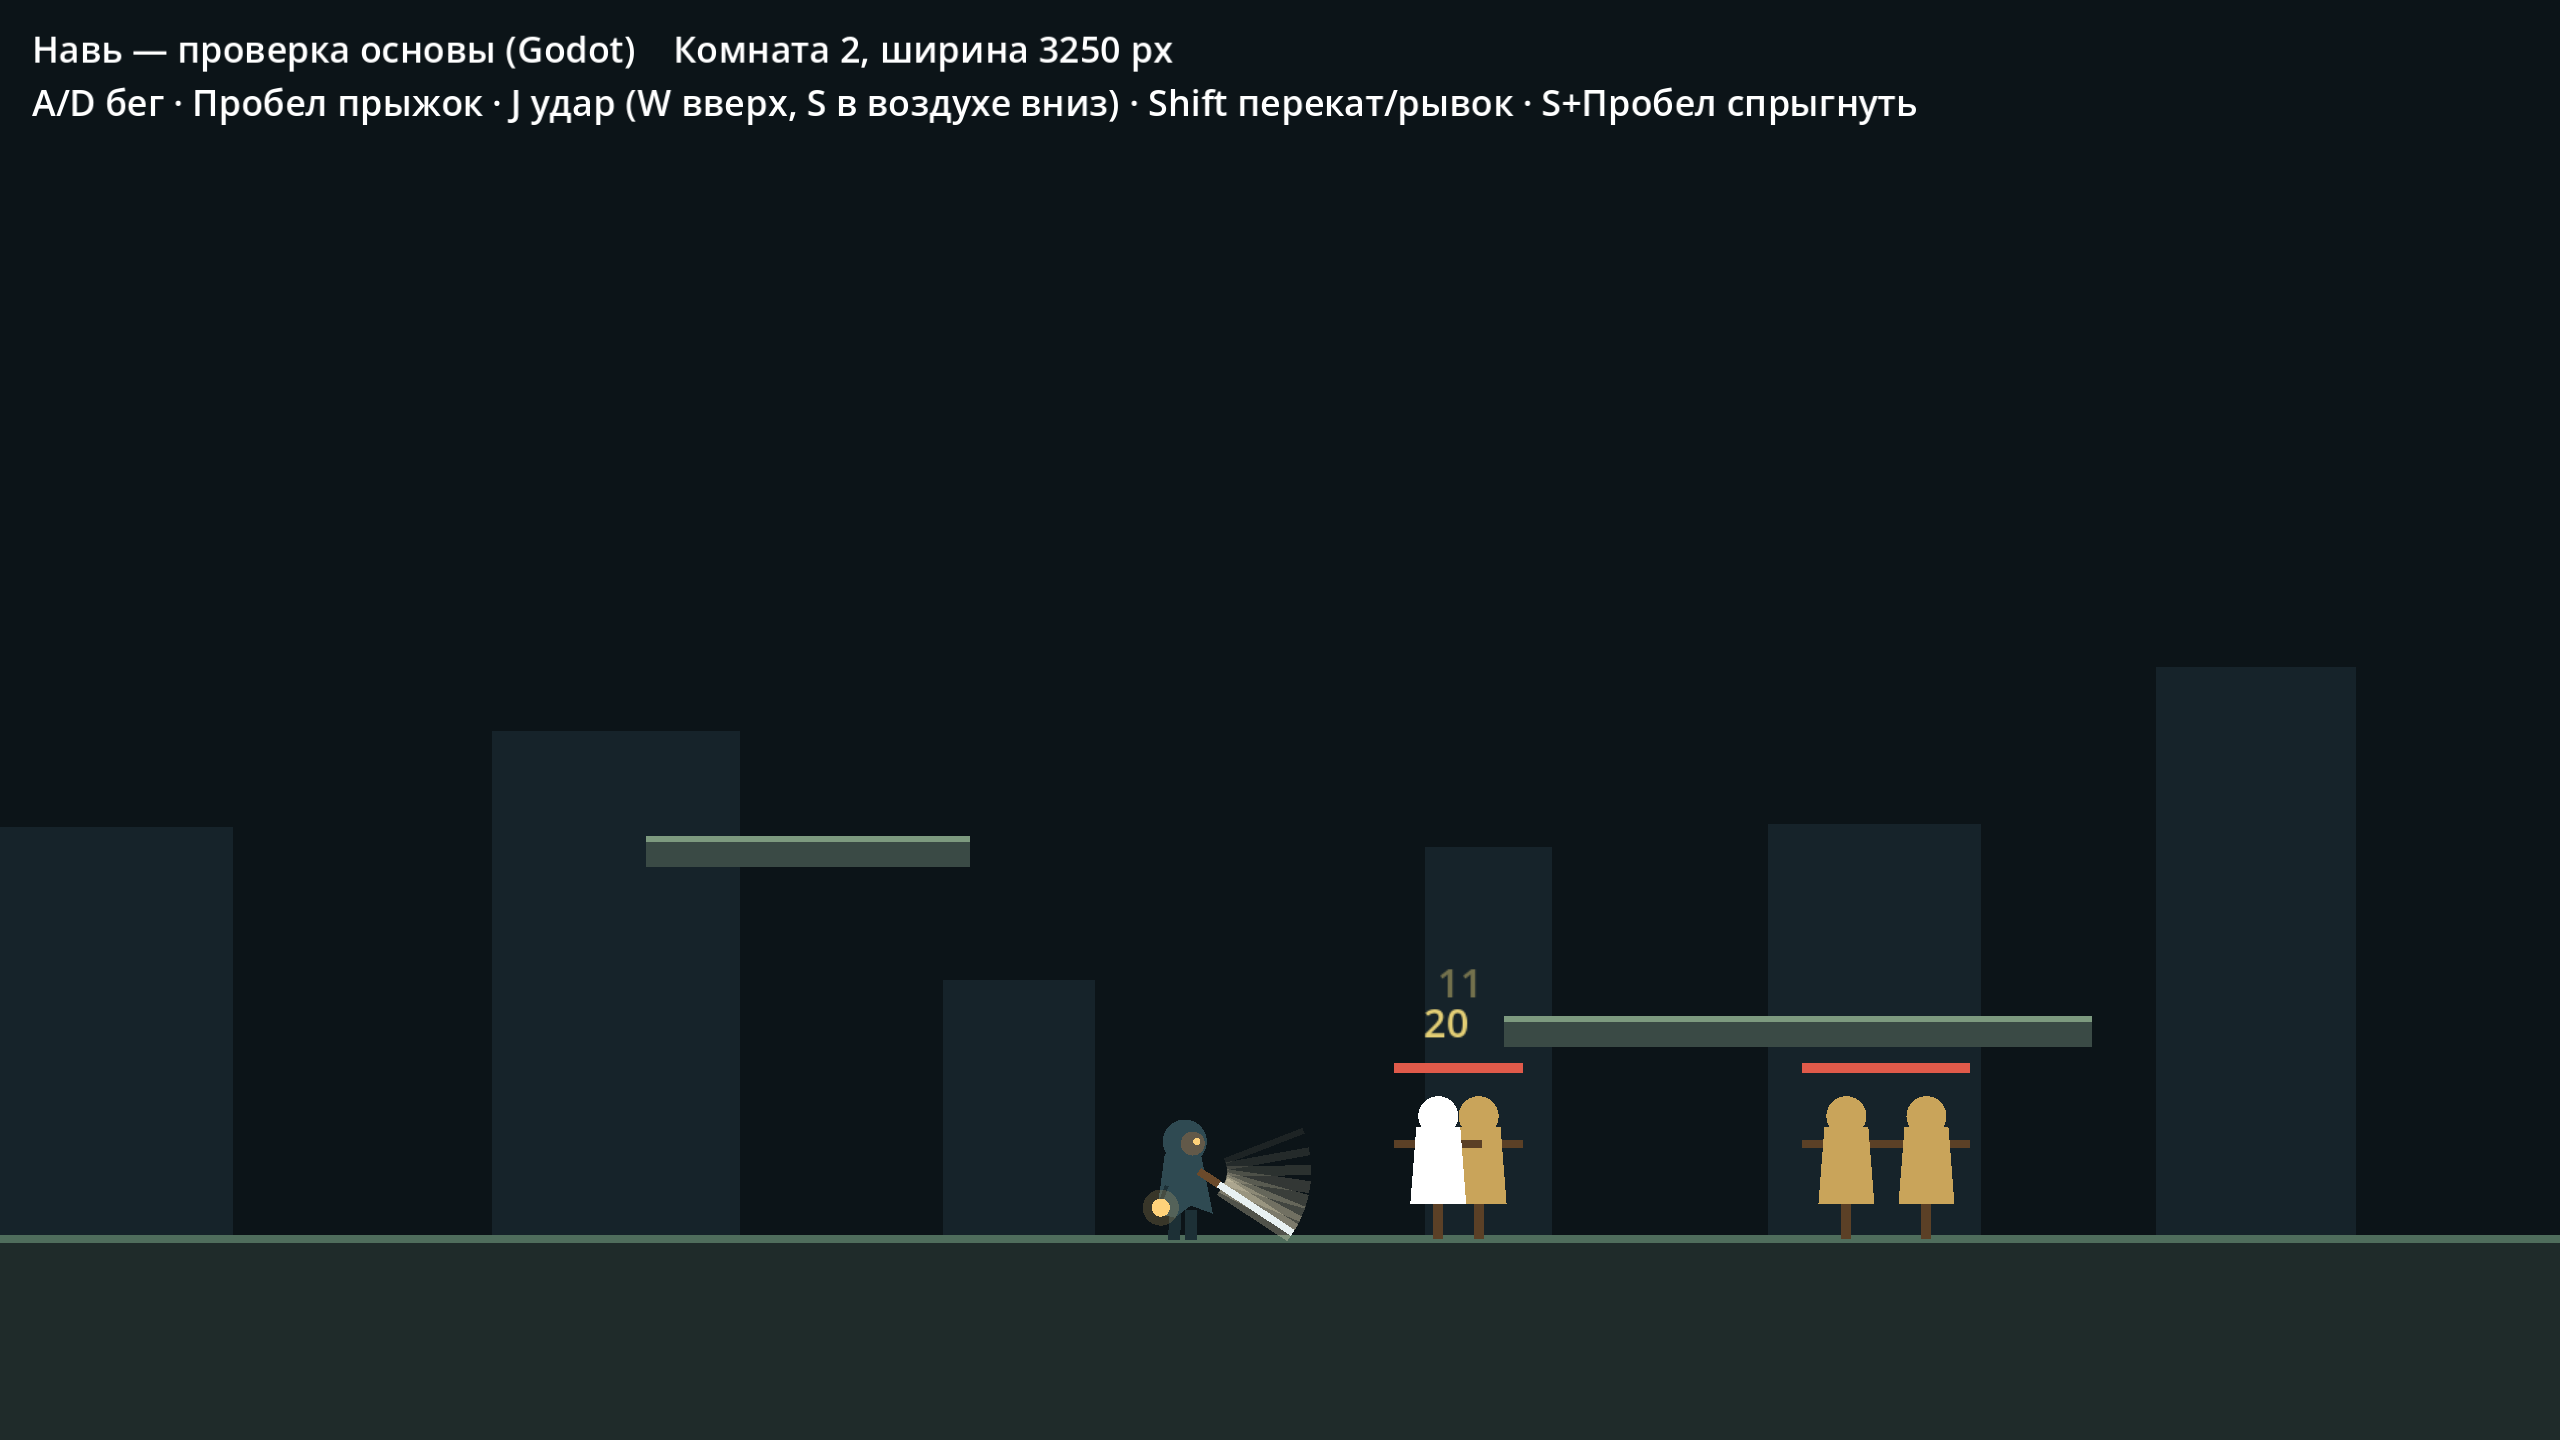 Навь — проверка основы (Godot) Комната 2, ширина 3250 px
A/D бег · Пробел прыжок · J удар (W вверх, S в воздухе вниз) · Shift перекат/рывок · S+Пробел спрыгнуть
11
20